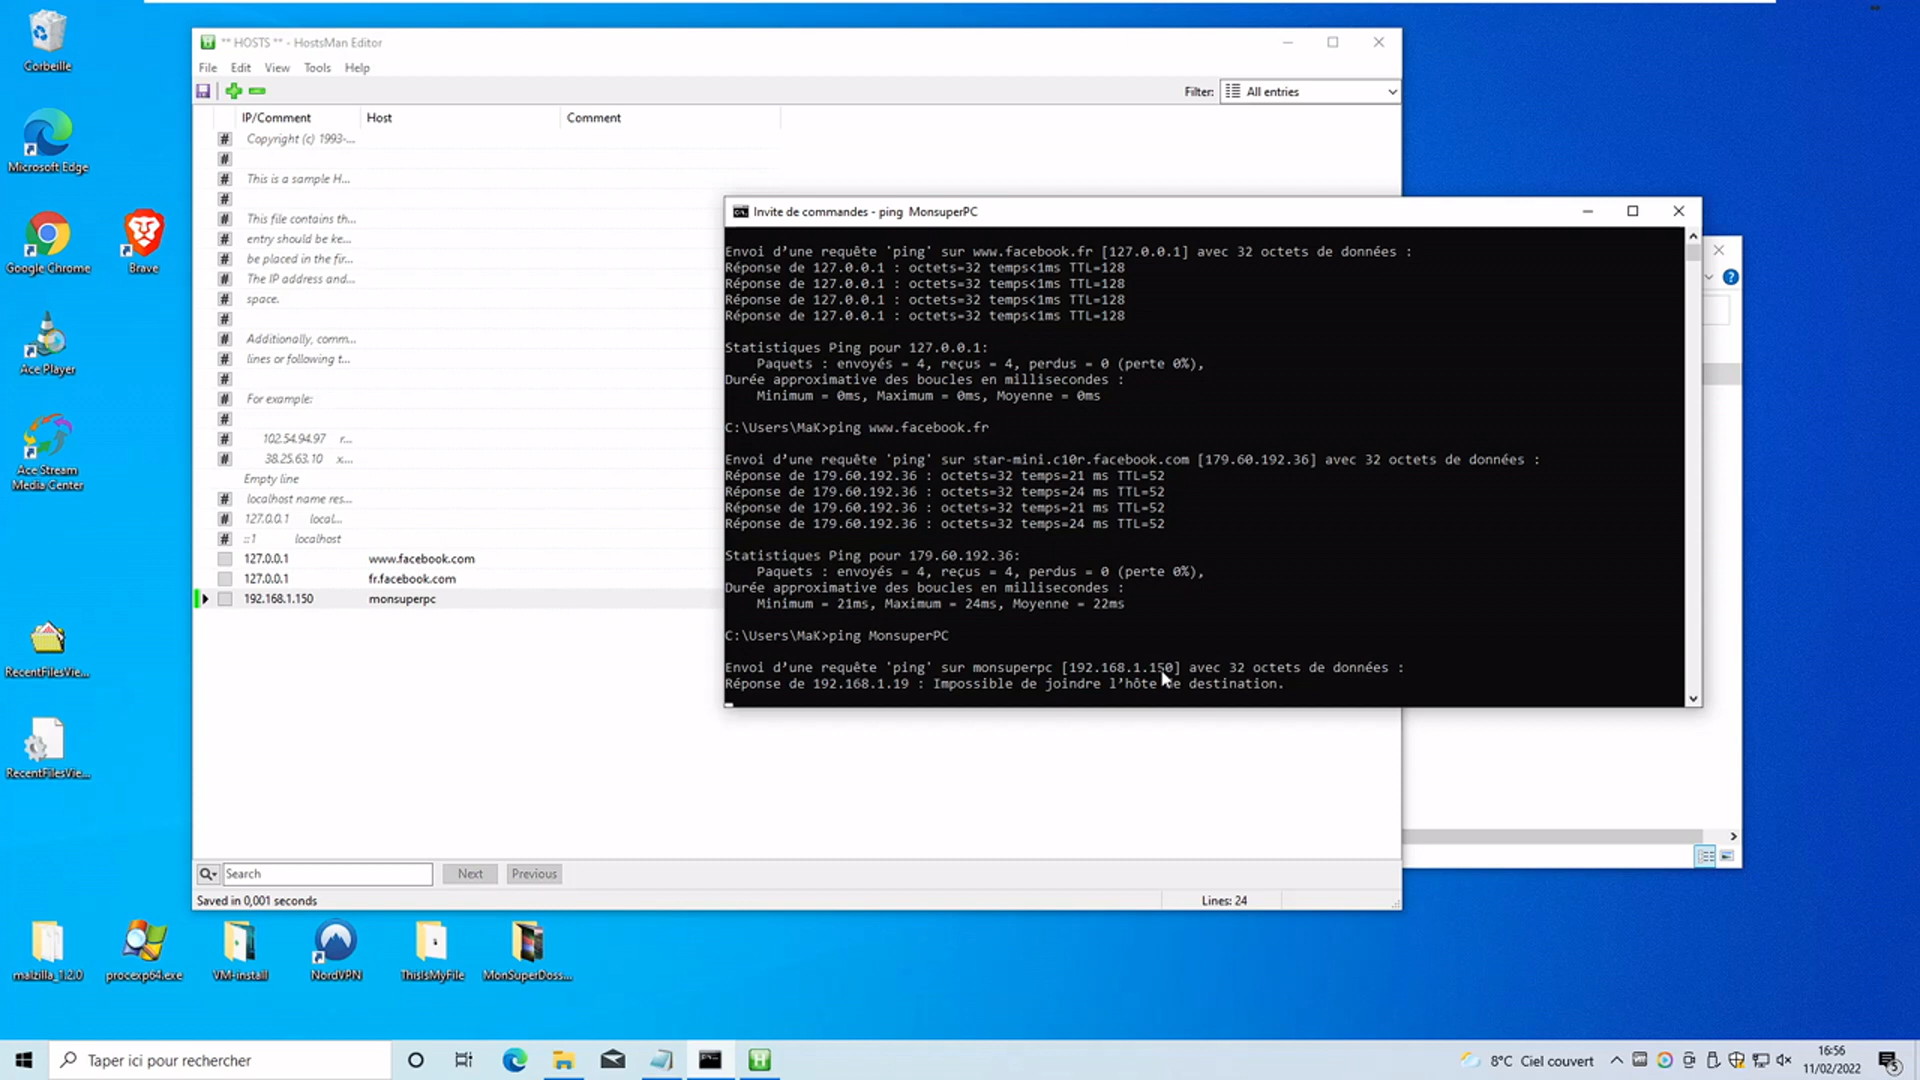 Corbeille
Microsoft Edge
Google Chrome
Brave
Ace Player
Ace Stream
Media Center
RecentFilesVie...
RecentFilesVie...
** HOSTS ** - HostsMan Editor
File Edit View Tools Help
Filter: All entries
IP/Comment Host Comment
# Copyright (c) 1993-...
#
# This is a sample H...
#
# This file contains th...
# entry should be ke...
# be placed in the fir...
# The IP address and...
# space.
#
# Additionally, comm...
# lines or following t...
#
# For example:
#
# 102.54.94.97 r...
# 38.25.63.10 x...
Empty line
# localhost name res...
# 127.0.0.1 local...
# ::1 localhost
127.0.0.1 www.facebook.com
127.0.0.1 fr.facebook.com
192.168.1.150 monsuperpc
Search Next Previous
Saved in 0,001 seconds
Lines: 24
Invite de commandes - ping MonsuperPC
Envoi d’une requête 'ping' sur www.facebook.fr [127.0.0.1] avec 32 octets de données :
Réponse de 127.0.0.1 : octets=32 temps<1ms TTL=128
Réponse de 127.0.0.1 : octets=32 temps<1ms TTL=128
Réponse de 127.0.0.1 : octets=32 temps<1ms TTL=128
Réponse de 127.0.0.1 : octets=32 temps<1ms TTL=128
Statistiques Ping pour 127.0.0.1:
Paquets : envoyés = 4, reçus = 4, perdus = 0 (perte 0%),
Durée approximative des boucles en millisecondes :
Minimum = 0ms, Maximum = 0ms, Moyenne = 0ms
C:\Users\MaK>ping www.facebook.fr
Envoi d’une requête 'ping' sur star-mini.c10r.facebook.com [179.60.192.36] avec 32 octets de données :
Réponse de 179.60.192.36 : octets=32 temps=21 ms TTL=52
Réponse de 179.60.192.36 : octets=32 temps=24 ms TTL=52
Réponse de 179.60.192.36 : octets=32 temps=21 ms TTL=52
Réponse de 179.60.192.36 : octets=32 temps=24 ms TTL=52
Statistiques Ping pour 179.60.192.36:
Paquets : envoyés = 4, reçus = 4, perdus = 0 (perte 0%),
Durée approximative des boucles en millisecondes :
Minimum = 21ms, Maximum = 24ms, Moyenne = 22ms
C:\Users\MaK>ping MonsuperPC
Envoi d’une requête 'ping' sur monsuperpc [192.168.1.150] avec 32 octets de données :
Réponse de 192.168.1.19 : Impossible de joindre l’hôte de destination.
malzilla_1.2.0
procexp64.exe
VM-install
NordVPN
ThisIsMyFile
MonSuperDoss...
Taper ici pour rechercher
8°C Ciel couvert
16:56
11/02/2022
5